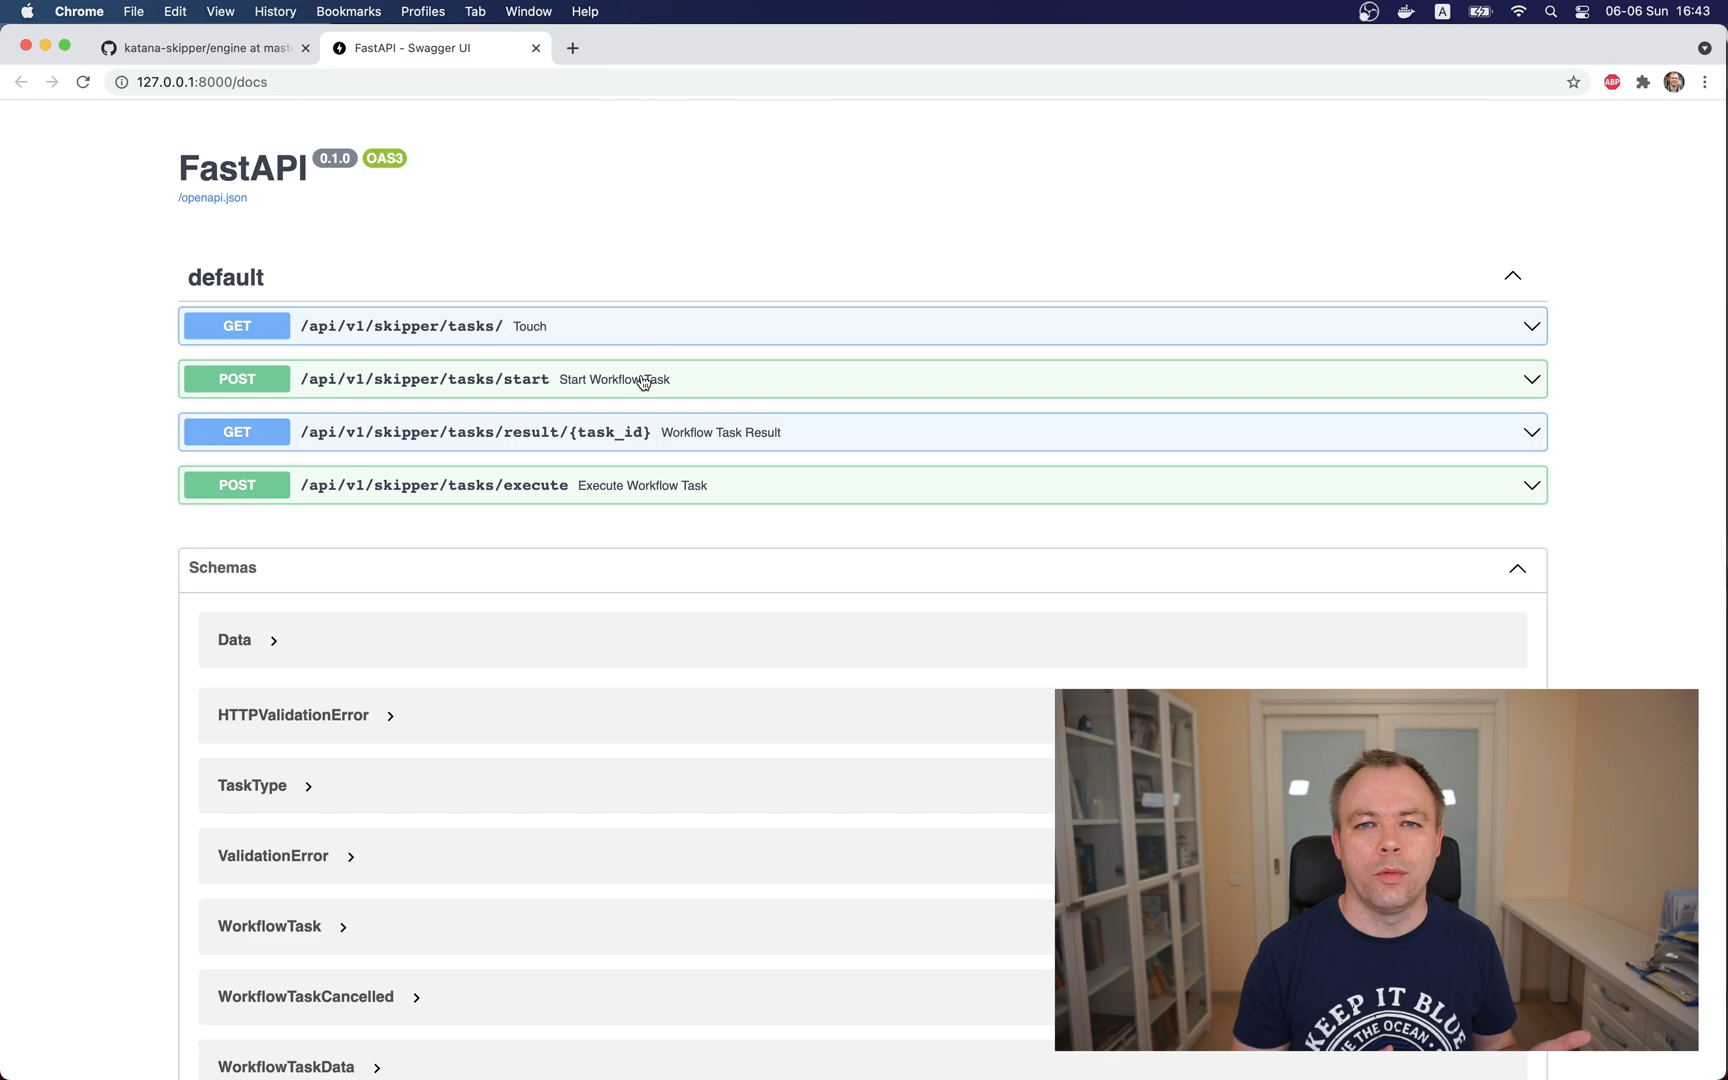 Chrome File Edit View History Bookmarks Profiles Tab Window Help A 06-06 Sun 16:43
katana-skipper/engine at mast FastAPI - Swagger UI
127.0.0.1:8000/docs ABP
FastAPI 0.1.0 OAS3
/openapi.json
default
GET /api/v1/skipper/tasks/ Touch
POST /api/v1/skipper/tasks/start Start Workflow Task
GET /api/v1/skipper/tasks/result/{task_id} Workflow Task Result
POST /api/v1/skipper/tasks/execute Execute Workflow Task
Schemas
Data
HTTPValidationError
TaskType
ValidationError
WorkflowTask
WorkflowTaskCancelled
WorkflowTaskData
KEEP IT BLUE
THE OCEAN